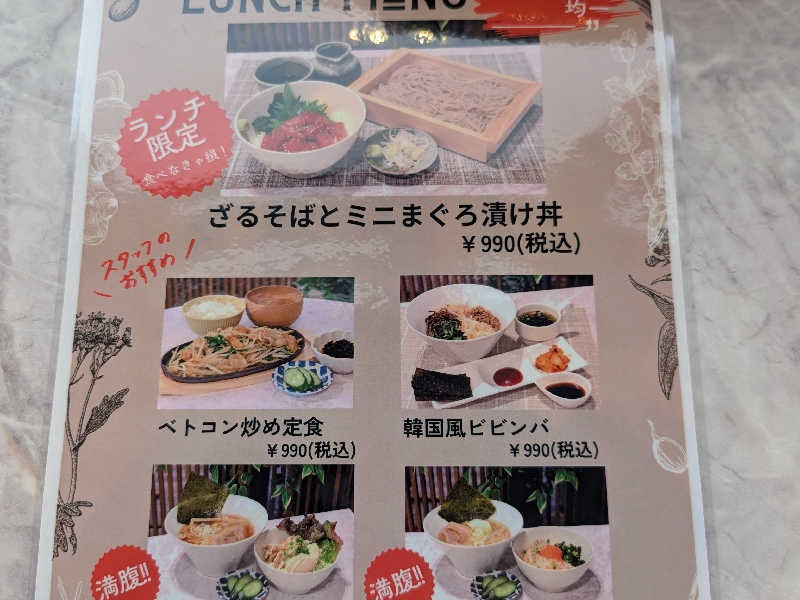 LUNCH MENU
均一"
ランチ
限定
食べなきゃ損！
ざるそばとミニまぐろ漬け丼
￥990(税込)
スタッフの
おすすめ
ベトコン炒め定食
￥990(税込)
韓国風ビビンバ
￥990(税込)
満腹!!
満腹!!